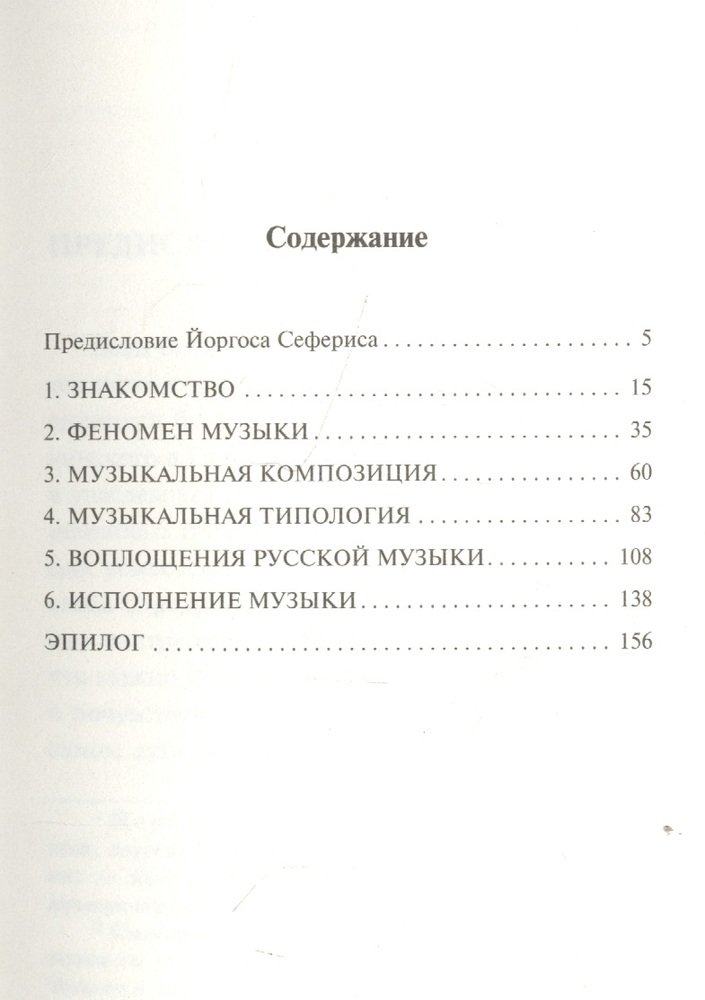 Содержание
Предисловие Йоргоса Сефериса . . . . . . . . . . . . . . . . . . . . . . . . 5
1. ЗНАКОМСТВО . . . . . . . . . . . . . . . . . . . . . . . . . . . . . . . . . . . 15
2. ФЕНОМЕН МУЗЫКИ . . . . . . . . . . . . . . . . . . . . . . . . . . . . 35
3. МУЗЫКАЛЬНАЯ КОМПОЗИЦИЯ . . . . . . . . . . . . . . . . 60
4. МУЗЫКАЛЬНАЯ ТИПОЛОГИЯ . . . . . . . . . . . . . . . . . . 83
5. ВОПЛОЩЕНИЯ РУССКОЙ МУЗЫКИ . . . . . . . . . . . 108
6. ИСПОЛНЕНИЕ МУЗЫКИ . . . . . . . . . . . . . . . . . . . . . . 138
ЭПИЛОГ . . . . . . . . . . . . . . . . . . . . . . . . . . . . . . . . . . . . . . . . 156